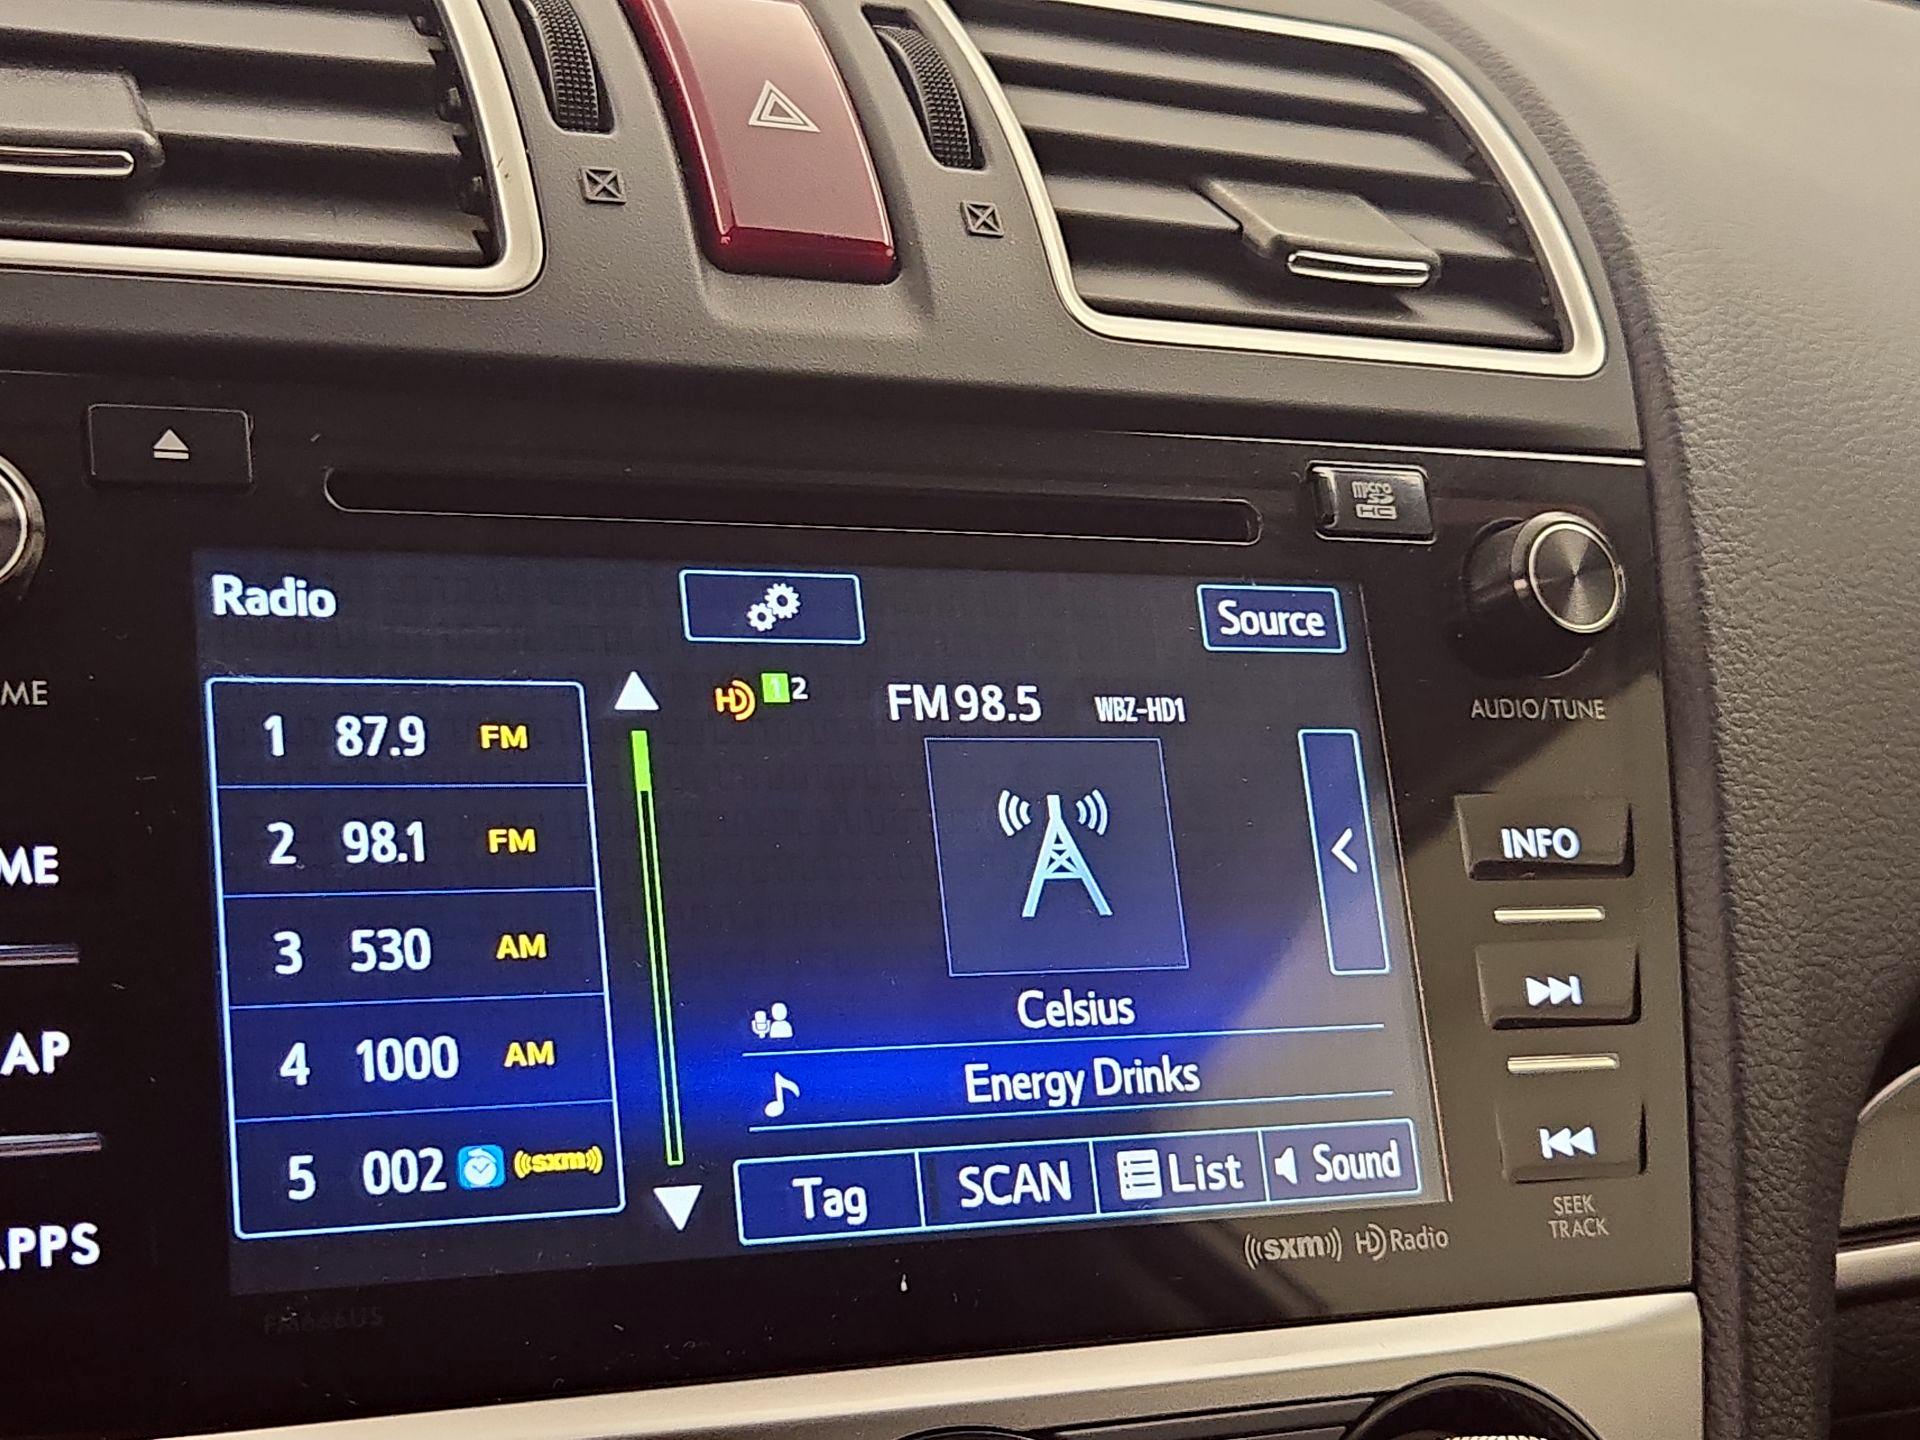 micro
SD
HC
Radio
Source
AUDIO/TUNE
ME
HD 1 2
FM 98.5
WBZ-HD1
1 87.9 FM
2 98.1 FM
3 530 AM
4 1000 AM
5 002 ((sxm))
INFO
ME
AP
APPS
Celsius
Energy Drinks
Tag
SCAN
List
Sound
SEEK
TRACK
((sxm)) HD Radio